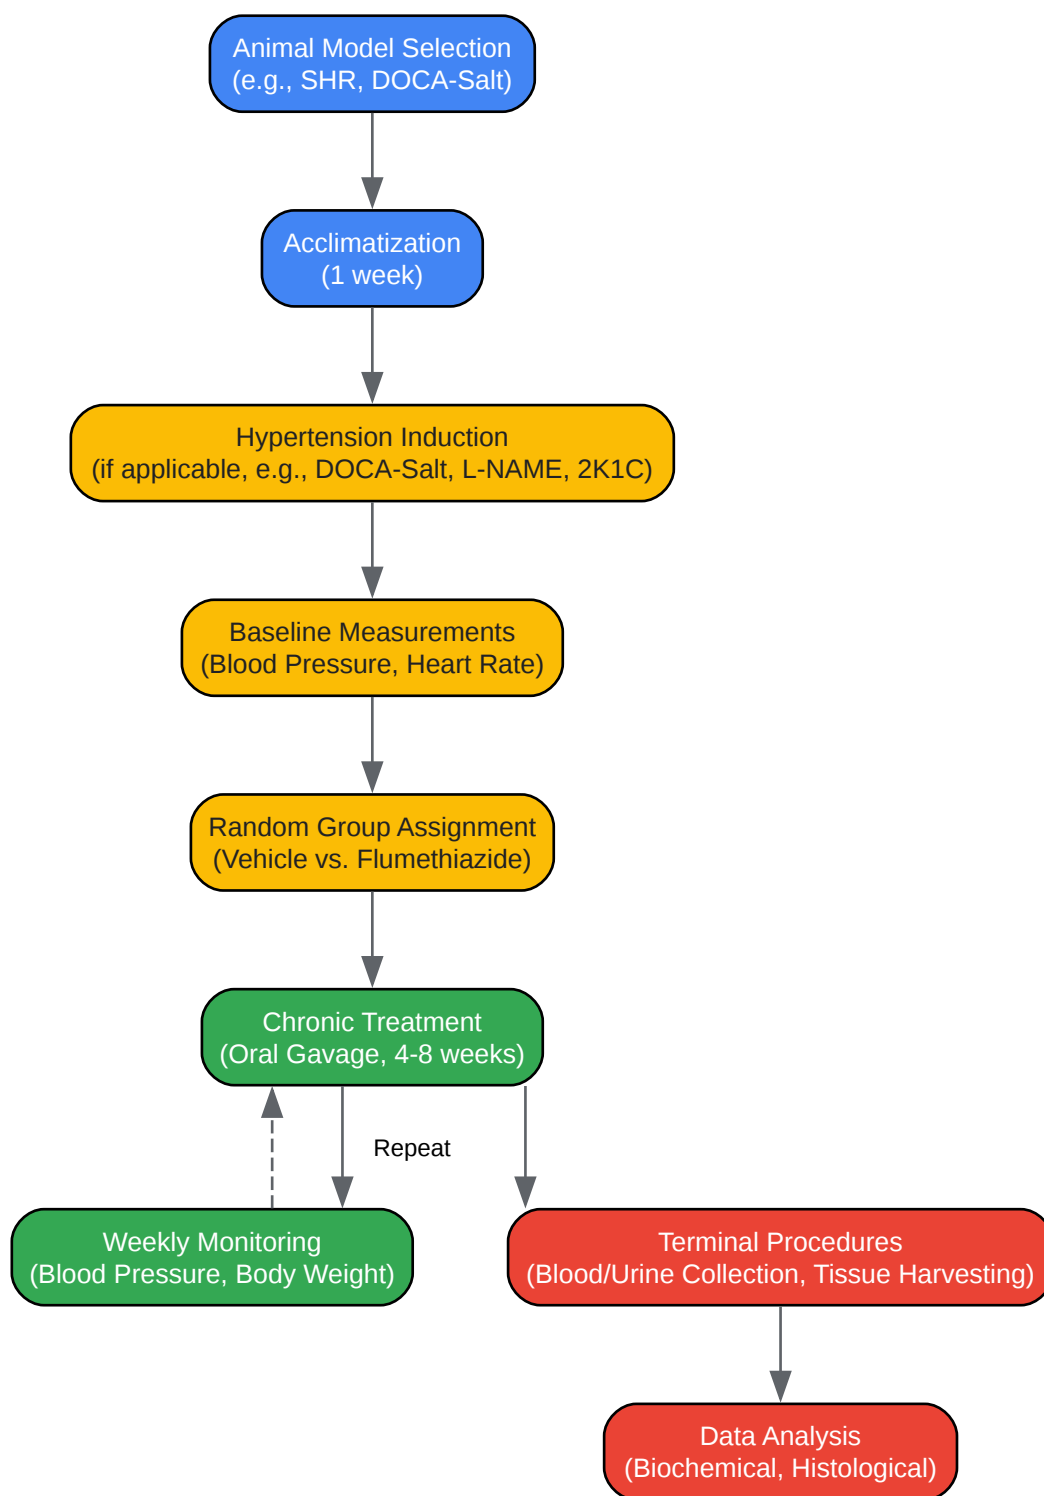 Animal Model Selection
(e.g., SHR, DOCA-Salt)
Acclimatization
(1 week)
Hypertension Induction
(if applicable, e.g., DOCA-Salt, L-NAME, 2K1C)
Baseline Measurements
(Blood Pressure, Heart Rate)
Random Group Assignment
(Vehicle vs. Flumethiazide)
Chronic Treatment
(Oral Gavage, 4-8 weeks)
Repeat
Weekly Monitoring
(Blood Pressure, Body Weight)
Terminal Procedures
(Blood/Urine Collection, Tissue Harvesting)
Data Analysis
(Biochemical, Histological)